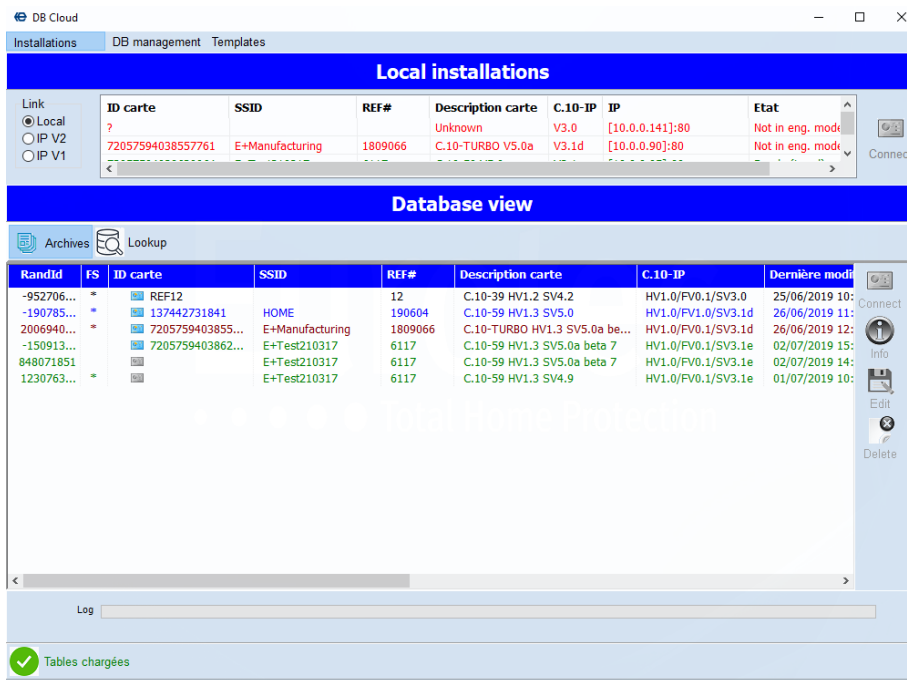 DB Cloud
Installations DB management Templates
Local installations
Link
Local
IP V2
IP V1
ID carte SSID REF# Description carte C.10-IP IP Etat
? Unknown V3.0 [10.0.0.141]:80 Not in eng. mode
72057594038557761 E+Manufacturing 1809066 C.10-TURBO V5.0a V3.1d [10.0.0.90]:80 Not in eng. mode
Connec
Database view
Archives Lookup
RandId FS ID carte SSID REF# Description carte C.10-IP Dernière modif
-952706... * REF12 12 C.10-39 HV1.2 SV4.2 HV1.0/FV0.1/SV3.0 25/06/2019 10:
-190785... * 137442731841 HOME 190604 C.10-59 HV1.3 SV5.0 HV1.0/FV1.0/SV3.1d 26/06/2019 11:
2006940... * 7205759403855... E+Manufacturing 1809066 C.10-TURBO HV1.3 SV5.0a be... HV1.0/FV0.1/SV3.1d 26/06/2019 12:
-150913... 7205759403862... E+Test210317 6117 C.10-59 HV1.3 SV5.0a beta 7 HV1.0/FV0.1/SV3.1e 02/07/2019 15:
848071851 E+Test210317 6117 C.10-59 HV1.3 SV5.0a beta 7 HV1.0/FV0.1/SV3.1e 02/07/2019 14:
1230763... * E+Test210317 6117 C.10-59 HV1.3 SV4.9 HV1.0/FV0.1/SV3.1e 01/07/2019 10:
Connect
Info
Edit
Delete
Total Home Protection
Log
Tables chargées